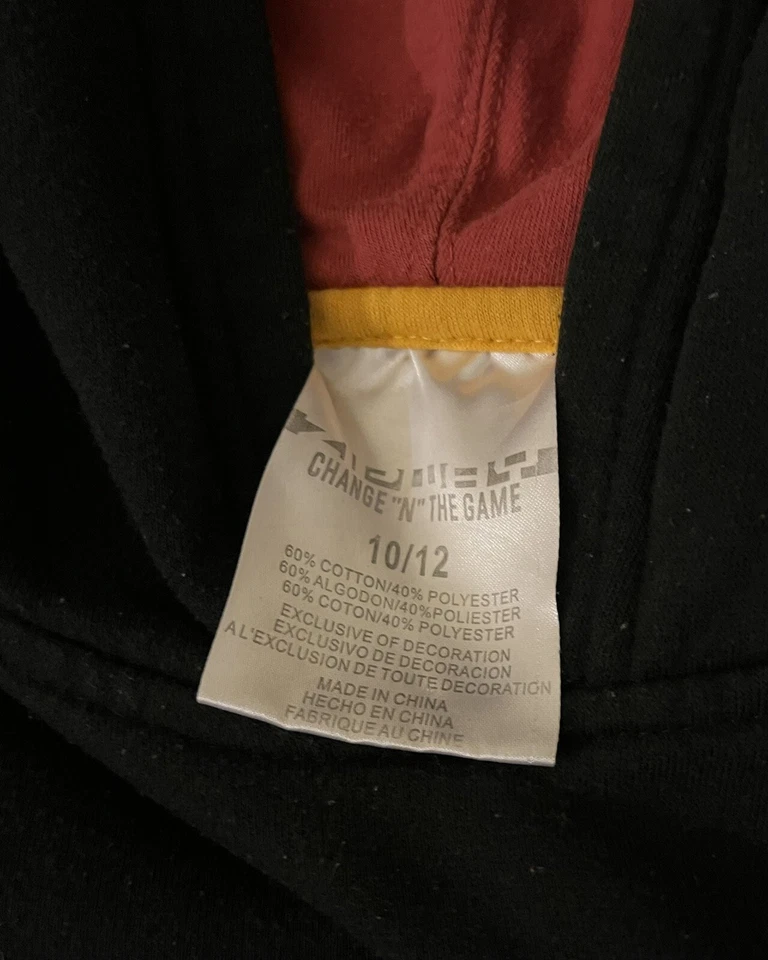 CHANGE "N" THE GAME
10/12
60% COTTON/40% POLYESTER
60% ALGODON/40%POLIESTER
60% COTON/40% POLYESTER
EXCLUSIVE OF DECORATION
EXCLUSIVO DE DECORACION
A L'EXCLUSION DE TOUTE DECORATION
MADE IN CHINA
HECHO EN CHINA
FABRIQUE AU CHINE